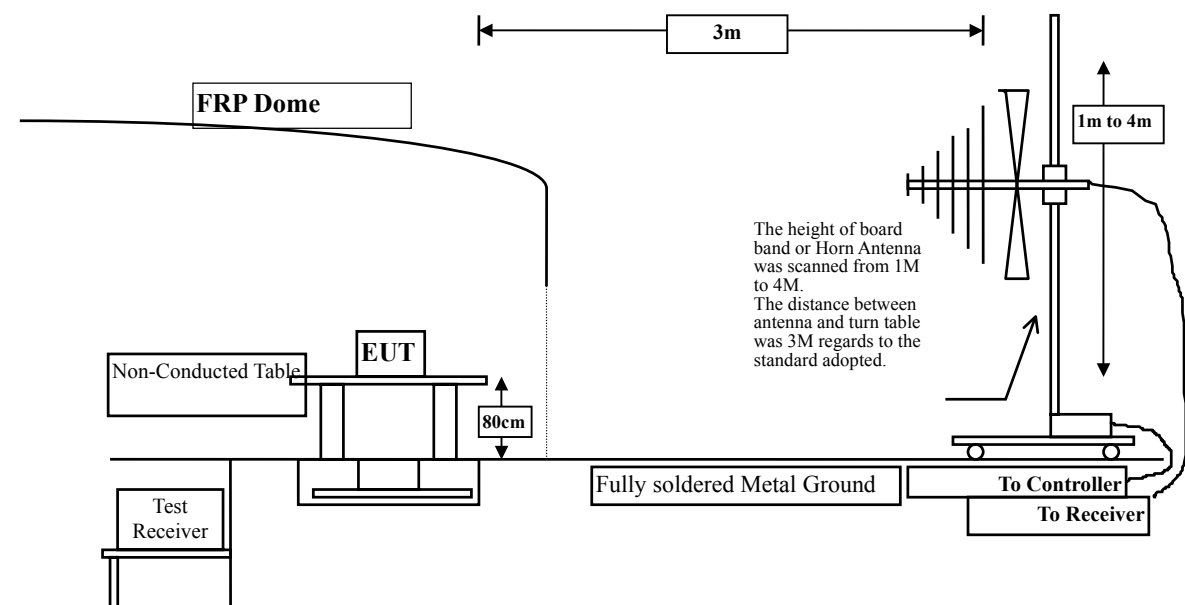 3m
FRP Dome
1m to 4m
The height of board
band or Horn Antenna
was scanned from 1M
to 4M.
The distance between
antenna and turn table
was 3M regards to the
standard adopted.
EUT
Non-Conducted Table
80cm
Fully soldered Metal Ground
To Controller
Test
Receiver
To Receiver